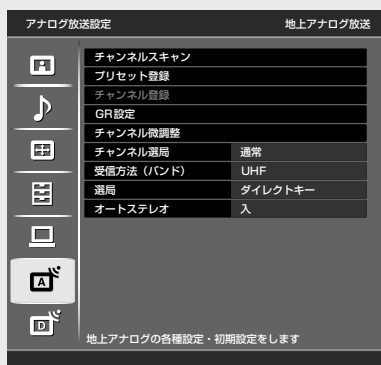 アナログ放送設定 地上アナログ放送
チャンネルスキャン
プリセット登録
チャンネル登録
GR設定
チャンネル微調整
チャンネル選局 通常
受信方法（バンド） UHF
選局 ダイレクトキー
オートステレオ 入
A
D
地上アナログの各種設定・初期設定をします